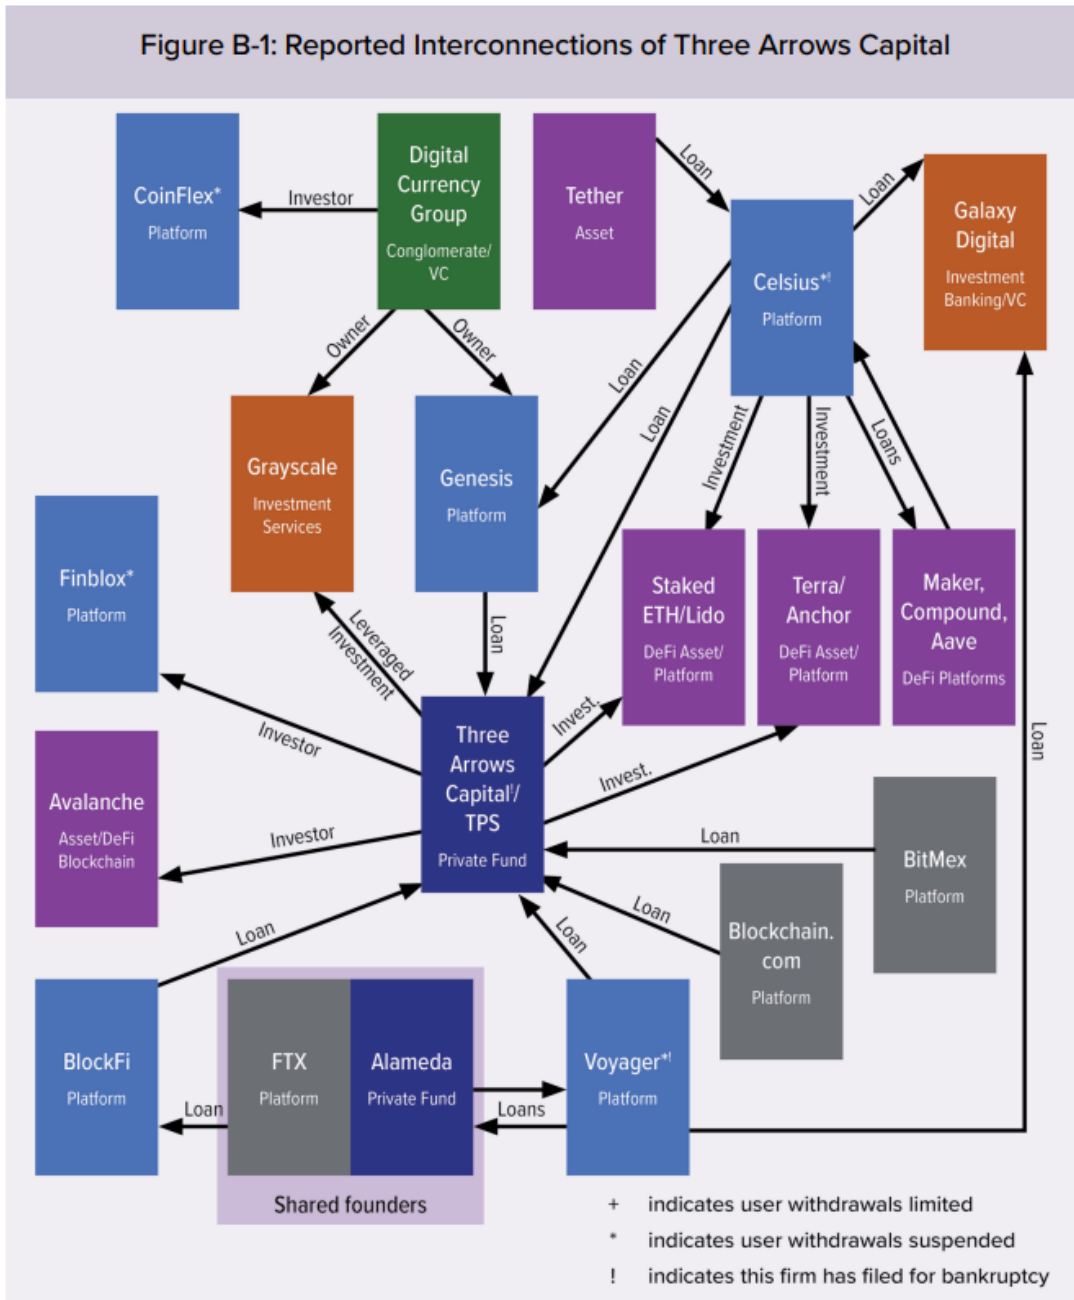 Figure B-1: Reported Interconnections of Three Arrows Capital
CoinFlex*
Platform
Investor
Digital
Currency
Group
Conglomerate/
VC
Tether
Asset
Loan
Celsius*!
Platform
Loan
Galaxy
Digital
Investment
Banking/VC
Owner
Owner
Loan
Loan
Investment
Investment
Loans
Grayscale
Investment
Services
Genesis
Platform
Finblox*
Platform
Leveraged
Investment
Loan
Staked
ETH/Lido
DeFi Asset/
Platform
Terra/
Anchor
DeFi Asset/
Platform
Maker,
Compound,
Aave
DeFi Platforms
Investor
Three
Arrows
Capital!/
TPS
Private Fund
Invest.
Invest.
Loan
Avalanche
Asset/DeFi
Blockchain
Investor
Loan
BitMex
Platform
Loan
Loan
Loan
Blockchain.
com
Platform
BlockFi
Platform
Loan
FTX
Platform
Alameda
Private Fund
Loans
Voyager*!
Platform
Shared founders
+ indicates user withdrawals limited
* indicates user withdrawals suspended
! indicates this firm has filed for bankruptcy